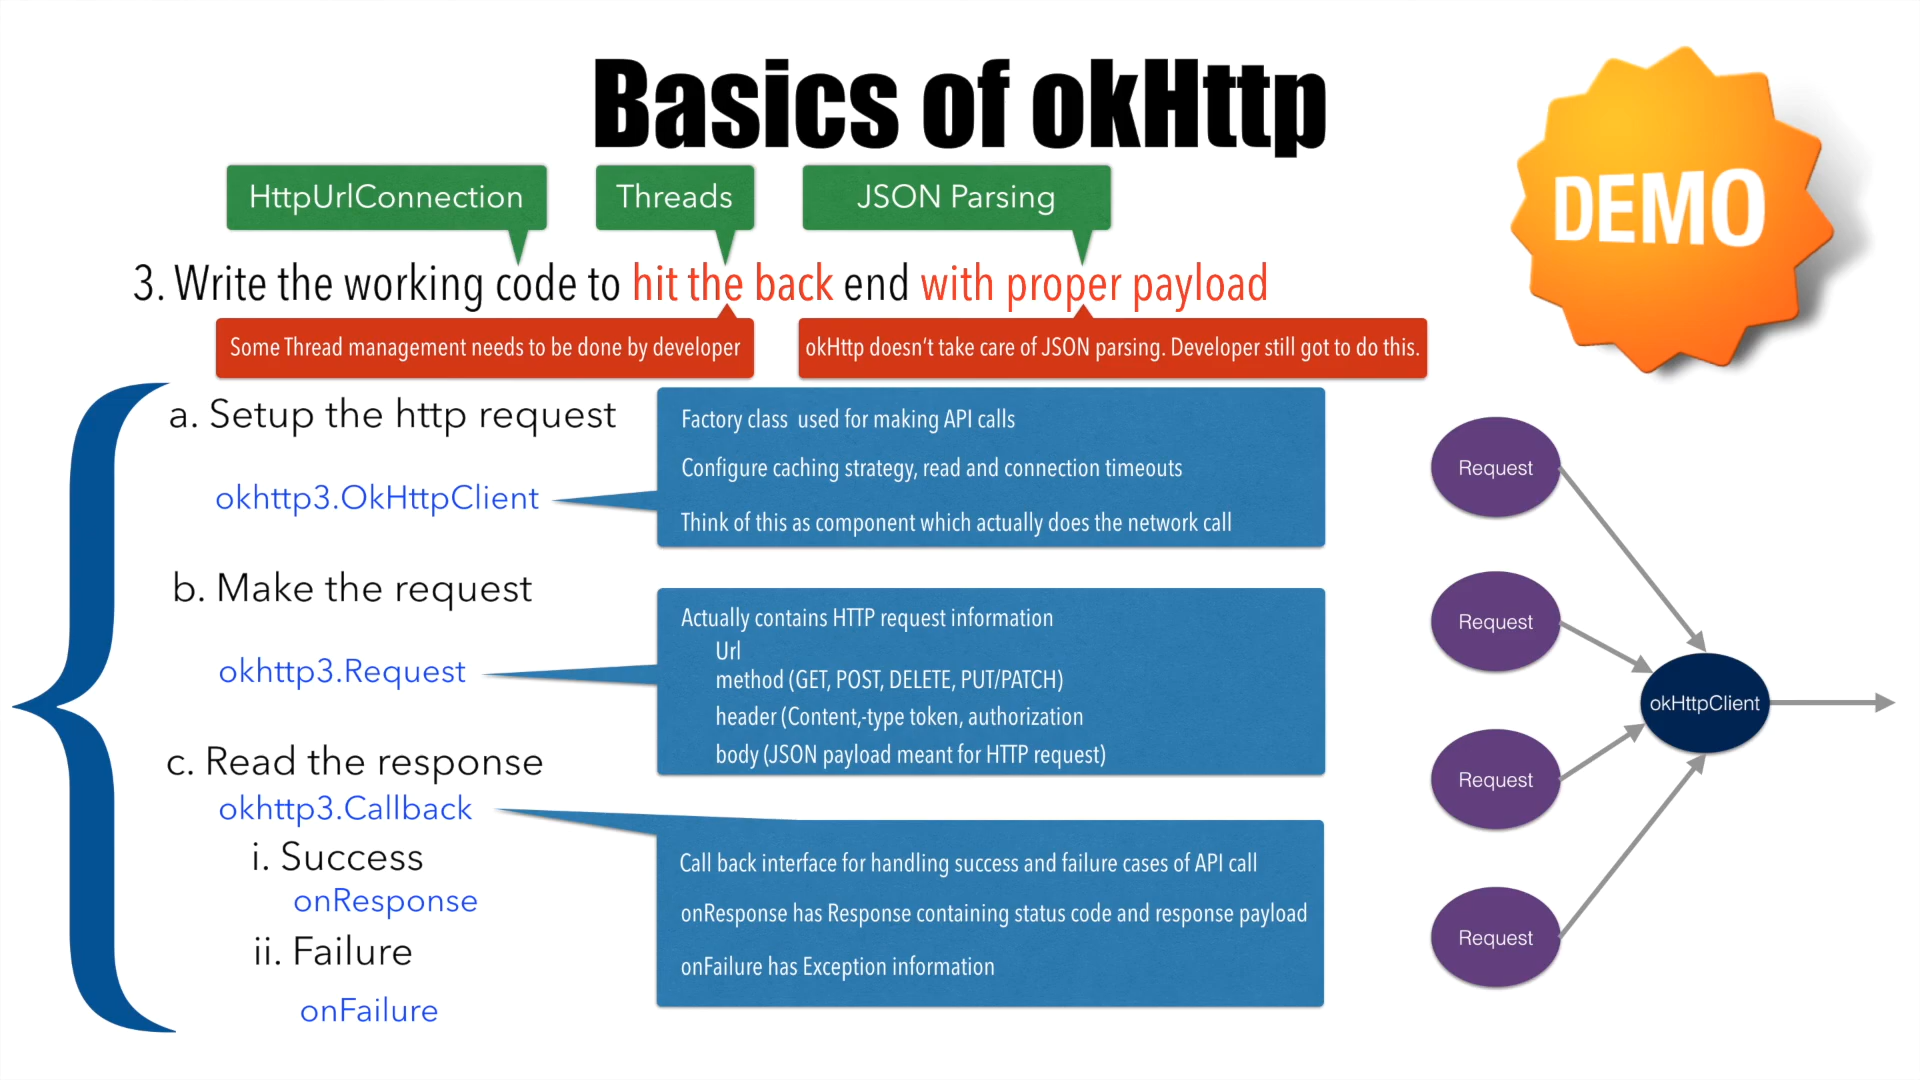 Basics of okHttp
DEMO
HttpUrlConnection
Threads
JSON Parsing
3. Write the working code to hit the back end with proper payload
Some Thread management needs to be done by developer
okHttp doesn't take care of JSON parsing. Developer still got to do this.
a. Setup the http request
okhttp3.OkHttpClient
Factory class used for making API calls
Configure caching strategy, read and connection timeouts
Think of this as component which actually does the network call
b. Make the request
okhttp3.Request
Actually contains HTTP request information
Url
method (GET, POST, DELETE, PUT/PATCH)
header (Content,-type token, authorization
body (JSON payload meant for HTTP request)
c. Read the response
okhttp3.Callback
i. Success
onResponse
ii. Failure
onFailure
Call back interface for handling success and failure cases of API call
onResponse has Response containing status code and response payload
onFailure has Exception information
Request
Request
Request
Request
okHttpClient